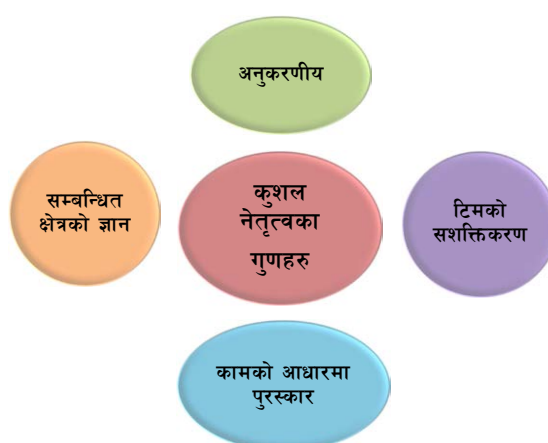 अनुकरणीय
सम्बन्धित
क्षेत्रको ज्ञान
कुशल
नेतृत्वका
गुणहरु
टिमको
सशक्तिकरण
कामको आधारमा
पुरस्कार